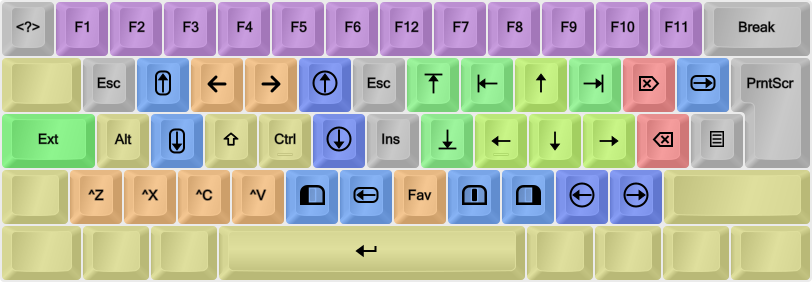 <?> F1 F2 F3 F4 F5 F6 F12 F7 F8 F9 F10 F11 Break
Esc ← → Esc ↑ PrntScr
Ext Alt Ctrl Ins ← ↓ →
^Z ^X ^C ^V Fav